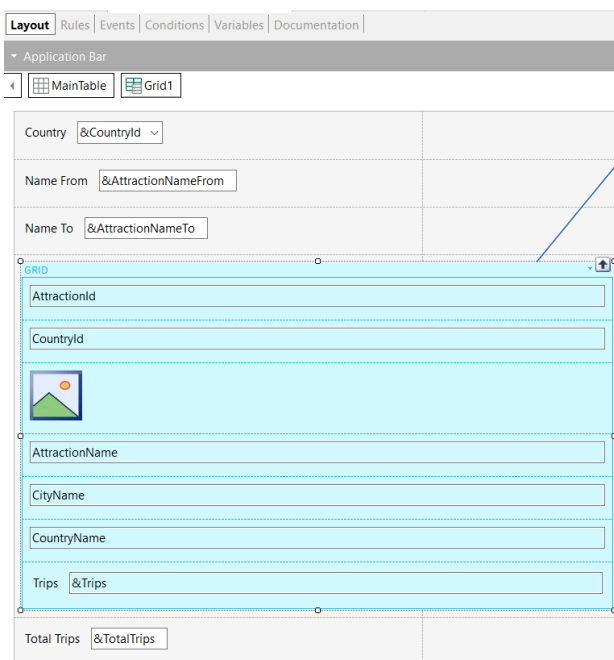 Layout Rules Events Conditions Variables Documentation
Application Bar
MainTable Grid1
Country &CountryId
Name From &AttractionNameFrom
Name To &AttractionNameTo
GRID
AttractionId
CountryId
AttractionName
CityName
CountryName
Trips &Trips
Total Trips &TotalTrips